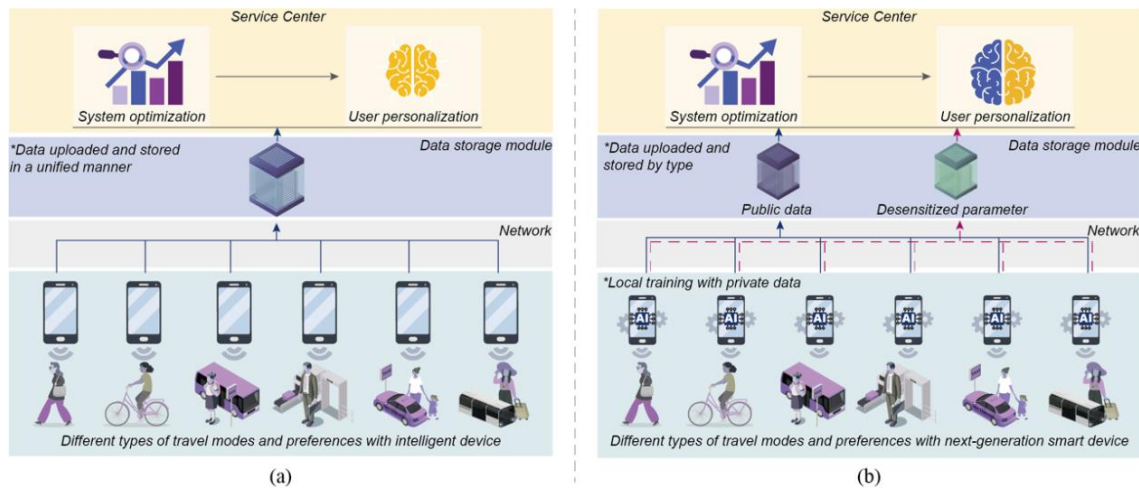 Service Center
System optimization
User personalization
*Data uploaded and stored
in a unified manner
Data storage module
Network
Different types of travel modes and preferences with intelligent device
(a)
Service Center
System optimization
User personalization
*Data uploaded and
stored by type
Data storage module
Public data
Desensitized parameter
Network
*Local training with private data
AI
AI
AI
AI
AI
AI
Different types of travel modes and preferences with next-generation smart device
(b)